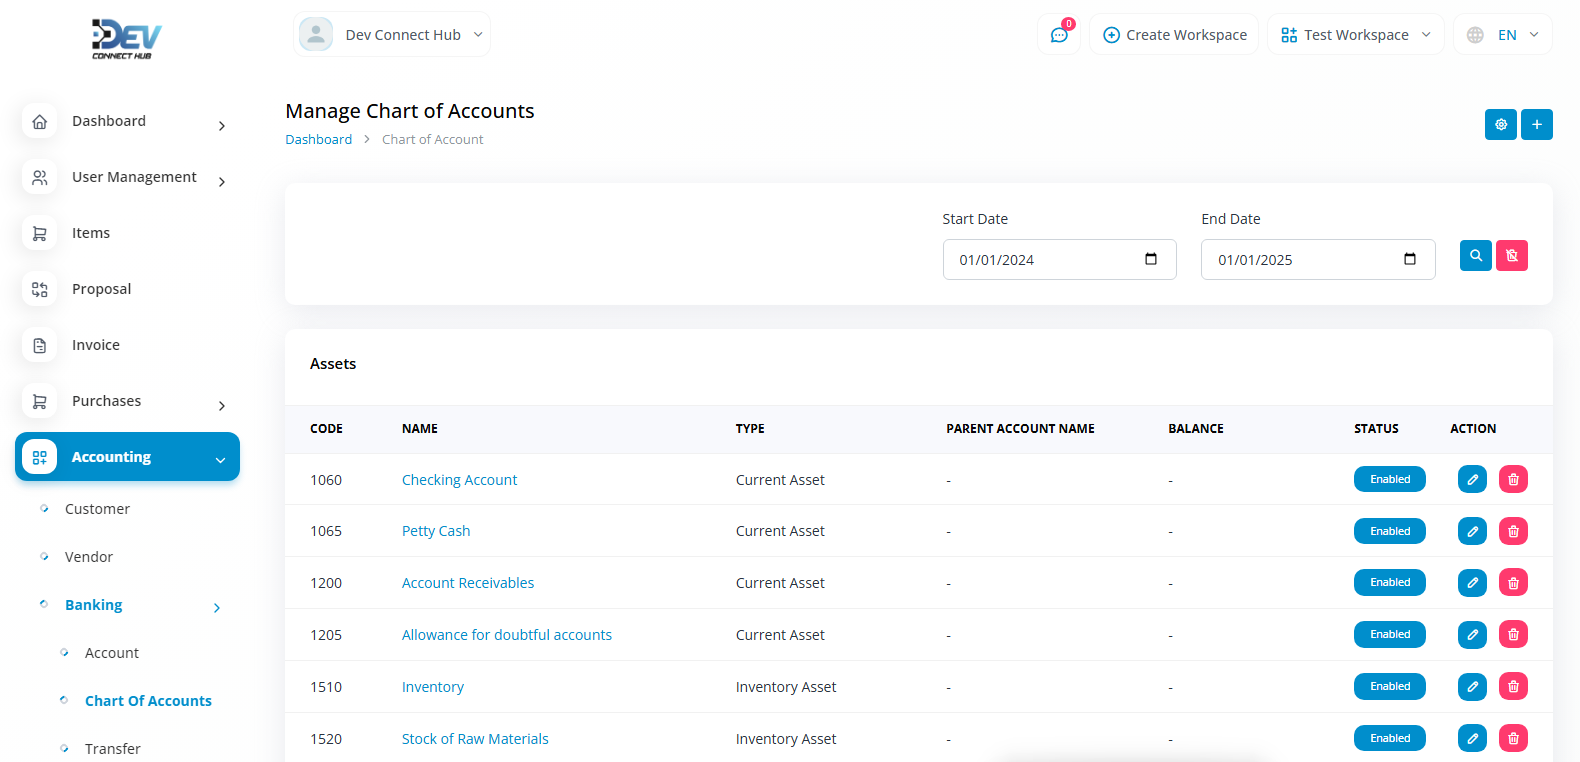 DEV
CONNECT HUB
Dev Connect Hub
0
Create Workspace
Test Workspace
EN
Dashboard
User Management
Items
Proposal
Invoice
Purchases
Accounting
Customer
Vendor
Banking
Account
Chart Of Accounts
Transfer
Manage Chart of Accounts
Dashboard > Chart of Account
Start Date End Date
01/01/2024 01/01/2025
Assets
CODE NAME TYPE PARENT ACCOUNT NAME BALANCE STATUS ACTION
1060 Checking Account Current Asset - - Enabled
1065 Petty Cash Current Asset - - Enabled
1200 Account Receivables Current Asset - - Enabled
1205 Allowance for doubtful accounts Current Asset - - Enabled
1510 Inventory Inventory Asset - - Enabled
1520 Stock of Raw Materials Inventory Asset - - Enabled